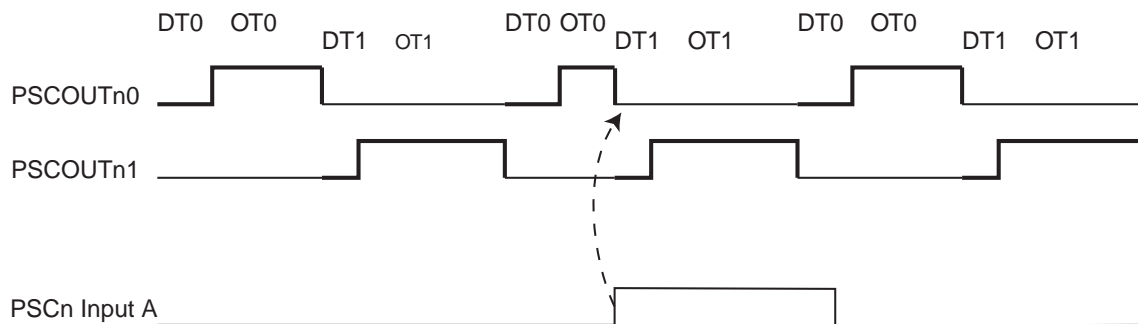 DT0 OT0 DT0 OT0 DT0 OT0
DT1 OT1 DT1 OT1 DT1 OT1
PSCOUTn0
PSCOUTn1
PSCn Input A